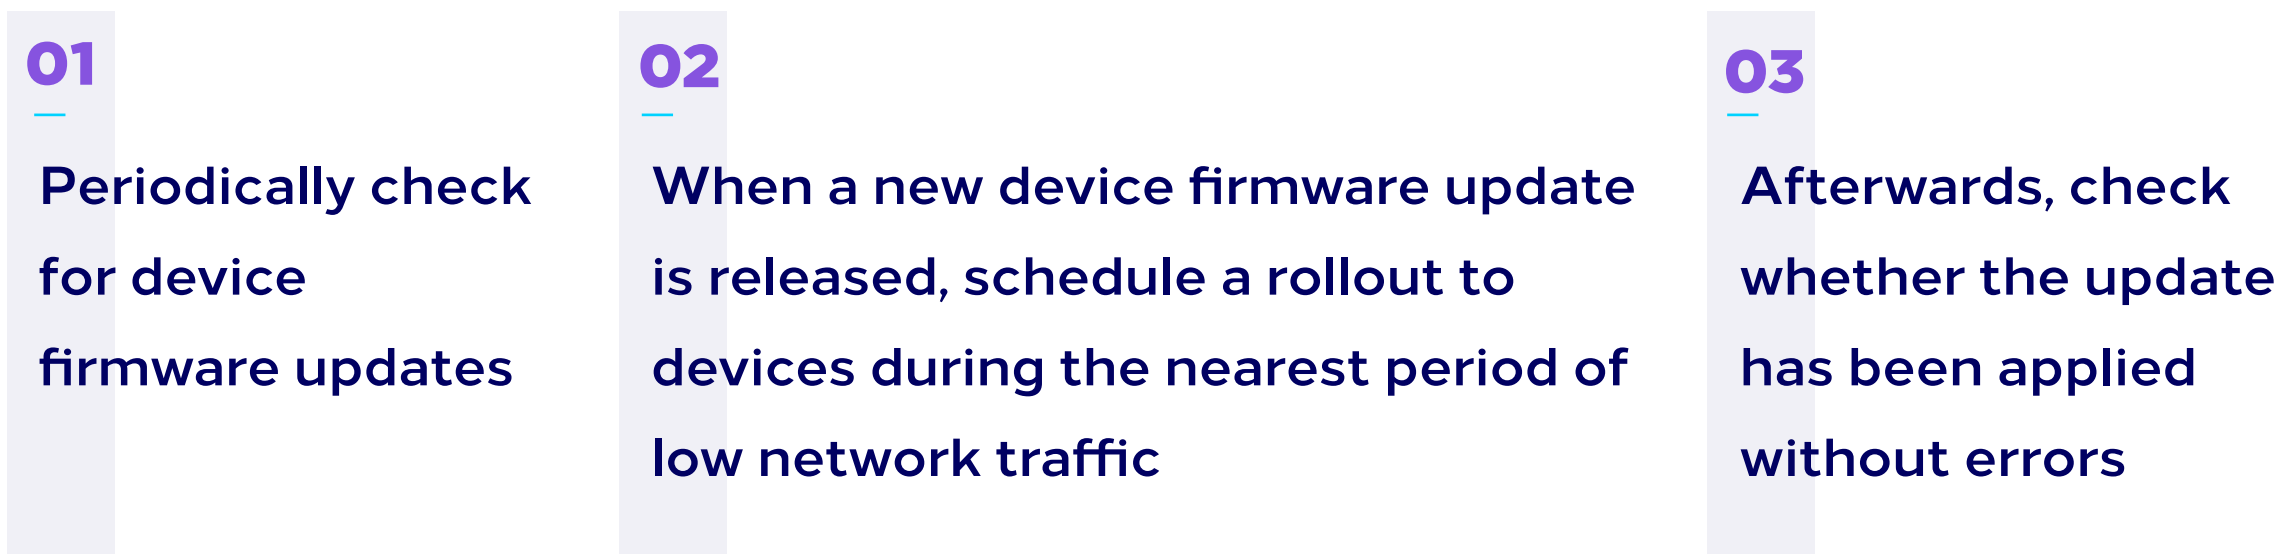 01
Periodically check
for device
firmware updates
02
When a new device firmware update
is released, schedule a rollout to
devices during the nearest period of
low network traffic
03
Afterwards, check
whether the update
has been applied
without errors